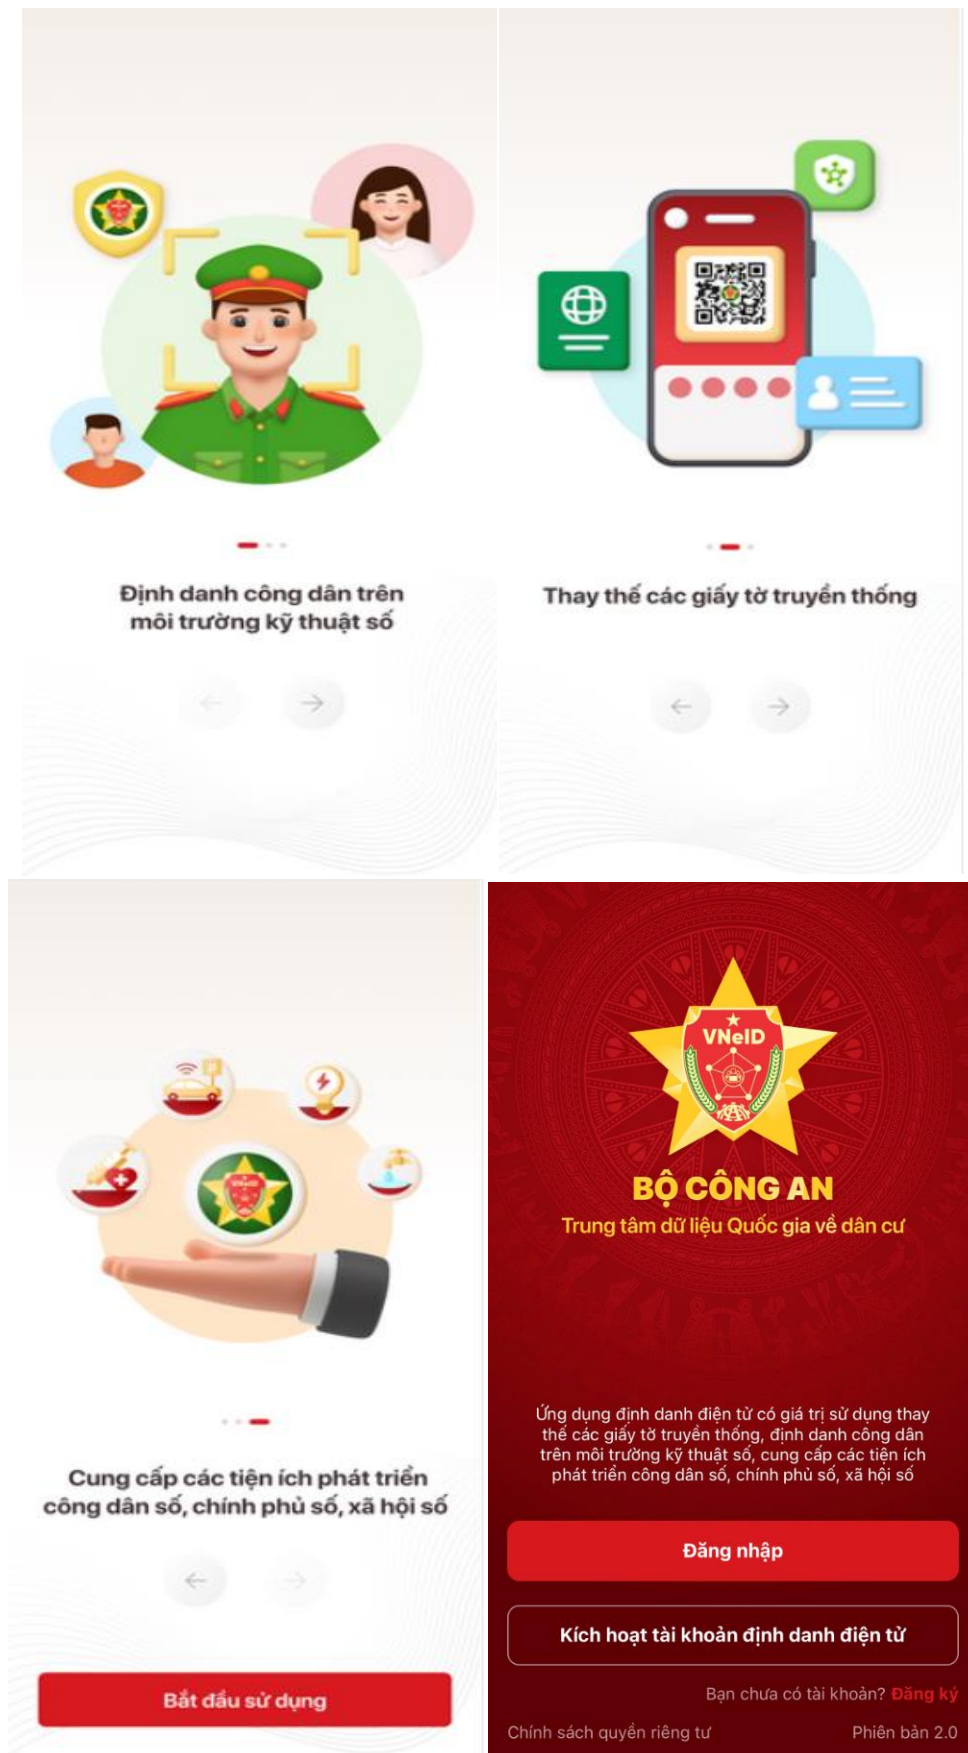 Định danh công dân trên
môi trường kỹ thuật số
Thay thế các giấy tờ truyền thống
VNeID
Cung cấp các tiện ích phát triển
công dân số, chính phủ số, xã hội số
Bắt đầu sử dụng
VNeID
BỘ CÔNG AN
Trung tâm dữ liệu Quốc gia về dân cư
Ứng dụng định danh điện tử có giá trị sử dụng thay
thế các giấy tờ truyền thống, định danh công dân
trên môi trường kỹ thuật số, cung cấp các tiện ích
phát triển công dân số, chính phủ số, xã hội số
Đăng nhập
Kích hoạt tài khoản định danh điện tử
Bạn chưa có tài khoản? Đăng ký
Chính sách quyền riêng tư
Phiên bản 2.0